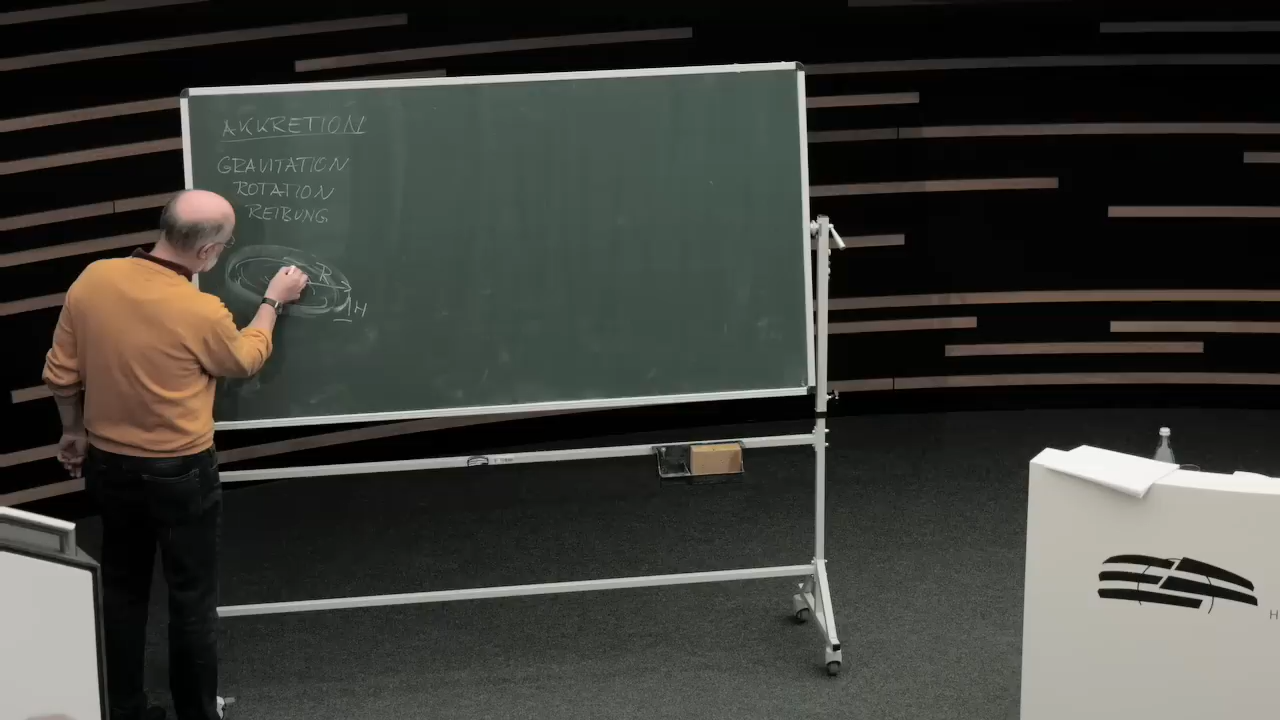 AKKRETION
GRAVITATION
ROTATION
REIBUNG
R
H
H